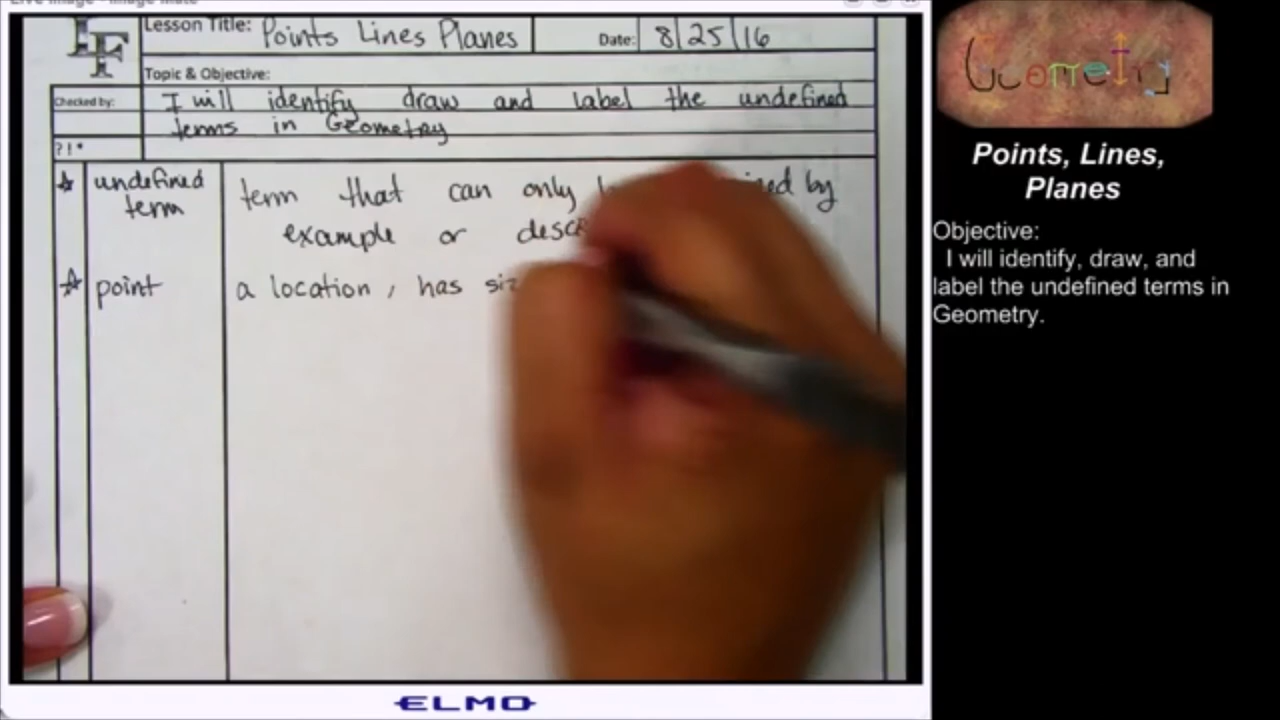 Lesson Title: Points Lines Planes
Date: 8/25/16
Topic & Objective:
Checked by:
I will identify draw and label the undefined
terms in Geometry
? ! *
undefined term
term that can only by
example or
point
a location, has
ELMO
Geometry
Points, Lines,
Planes
Objective:
I will identify, draw, and
label the undefined terms in
Geometry.